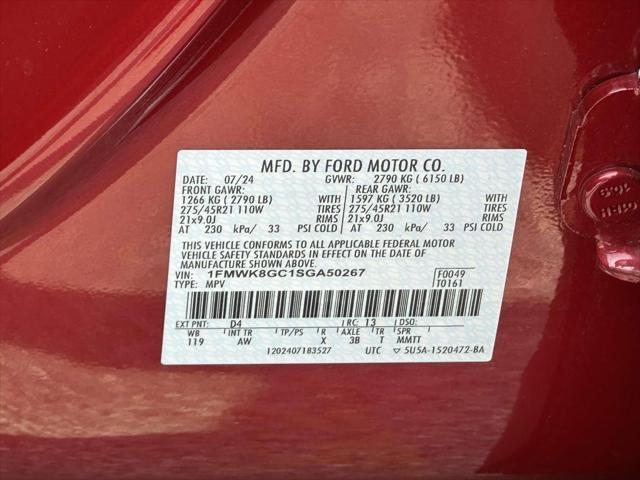 MFD. BY FORD MOTOR CO.
DATE: 07/24 GVWR: 2790 KG ( 6150 LB)
FRONT GAWR: REAR GAWR:
1266 KG ( 2790 LB) WITH 1597 KG ( 3520 LB) WITH
275/45R21 110W TIRES 275/45R21 110W TIRES
21x9.0J RIMS 21x9.0J RIMS
AT 230 kPa/ 33 PSI COLD AT 230 kPa/ 33 PSI COLD
THIS VEHICLE CONFORMS TO ALL APPLICABLE FEDERAL MOTOR
VEHICLE SAFETY STANDARDS IN EFFECT ON THE DATE OF
MANUFACTURE SHOWN ABOVE.
VIN: 1FMWK8GC1SGA50267 F0049
TYPE: MPV T0161
EXT PNT: D4 RC: 13 DSO:
WB INT TR TP/PS R AXLE TR SPR
119 AW X 3B T MMTT
1202407183527 UTC 5U5A-1520472-BA